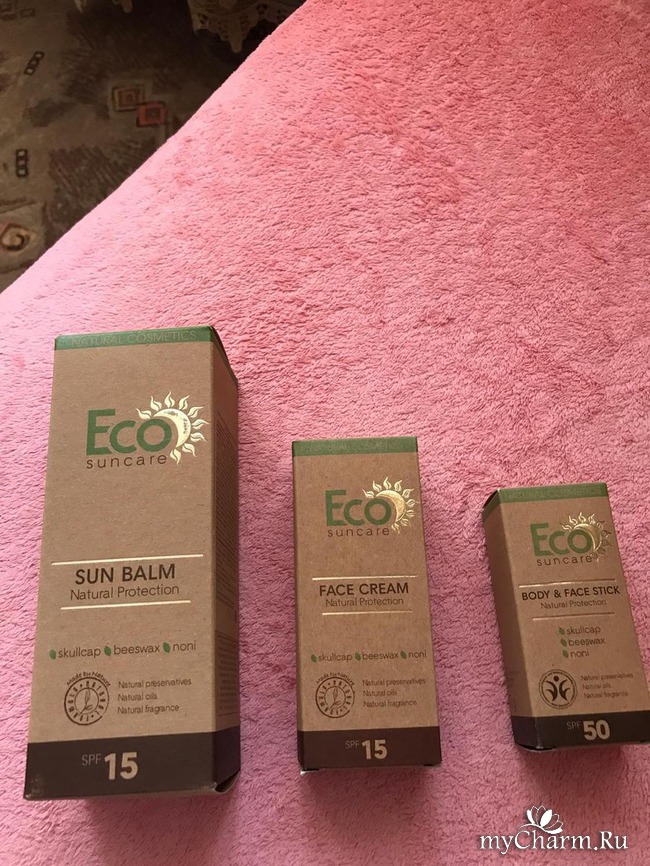 NATURAL COSMETICS
Eco
suncare
SUN BALM
Natural Protection
skullcap beeswax noni
Made for Nature
Natural preservatives
Natural oils
Natural fragrance
SPF 15
Eco
suncare
FACE CREAM
Natural Protection
skullcap beeswax noni
Natural preservatives
Natural oils
Natural fragrance
SPF 15
NATURAL COSMETICS
Eco
suncare
BODY & FACE STICK
Natural Protection
skullcap
beeswax
noni
Natural preservatives
Natural oils
Natural fragrance
SPF 50
myCharm.Ru